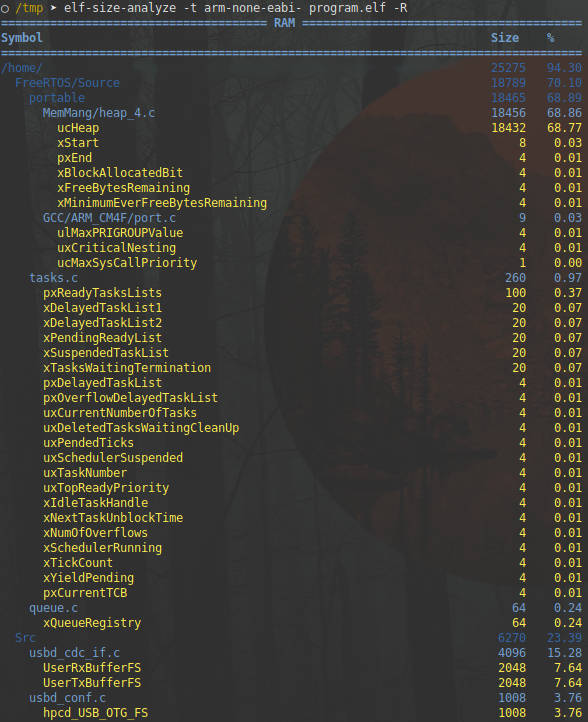 ○ /tmp ➤ elf-size-analyze -t arm-none-eabi- program.elf -R
====================================== RAM ========================================
Symbol Size %
===================================================================================
/home/ 25275 94.30
FreeRTOS/Source 18789 70.10
portable 18465 68.89
MemMang/heap_4.c 18456 68.86
ucHeap 18432 68.77
xStart 8 0.03
pxEnd 4 0.01
xBlockAllocatedBit 4 0.01
xFreeBytesRemaining 4 0.01
xMinimumEverFreeBytesRemaining 4 0.01
GCC/ARM_CM4F/port.c 9 0.03
ulMaxPRIGROUPValue 4 0.01
uxCriticalNesting 4 0.01
ucMaxSysCallPriority 1 0.00
tasks.c 260 0.97
pxReadyTasksLists 100 0.37
xDelayedTaskList1 20 0.07
xDelayedTaskList2 20 0.07
xPendingReadyList 20 0.07
xSuspendedTaskList 20 0.07
xTasksWaitingTermination 20 0.07
pxDelayedTaskList 4 0.01
pxOverflowDelayedTaskList 4 0.01
uxCurrentNumberOfTasks 4 0.01
uxDeletedTasksWaitingCleanUp 4 0.01
uxPendedTicks 4 0.01
uxSchedulerSuspended 4 0.01
uxTaskNumber 4 0.01
uxTopReadyPriority 4 0.01
xIdleTaskHandle 4 0.01
xNextTaskUnblockTime 4 0.01
xNumOfOverflows 4 0.01
xSchedulerRunning 4 0.01
xTickCount 4 0.01
xYieldPending 4 0.01
pxCurrentTCB 4 0.01
queue.c 64 0.24
xQueueRegistry 64 0.24
Src 6270 23.39
usbd_cdc_if.c 4096 15.28
UserRxBufferFS 2048 7.64
UserTxBufferFS 2048 7.64
usbd_conf.c 1008 3.76
hpcd_USB_OTG_FS 1008 3.76